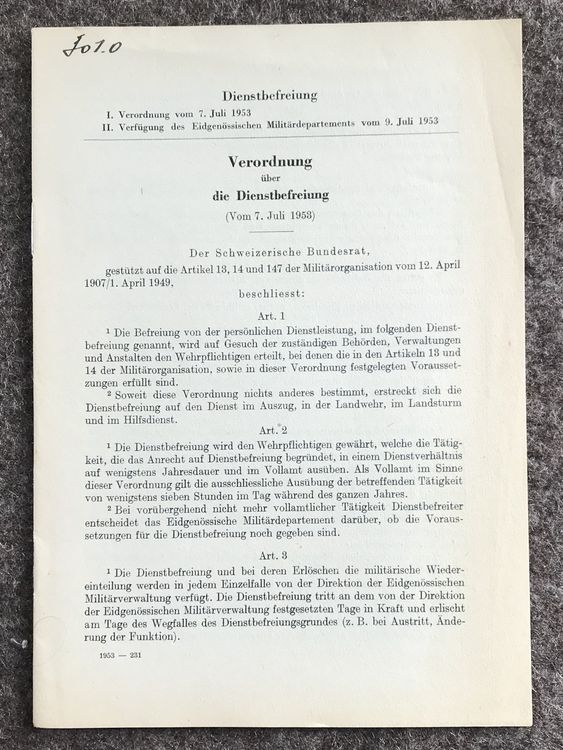 Jo1.0
Dienstbefreiung
I. Verordnung vom 7. Juli 1953
II. Verfügung des Eidgenössischen Militärdepartements vom 9. Juli 1953
Verordnung
über
die Dienstbefreiung
(Vom 7. Juli 1953)
Der Schweizerische Bundesrat,
gestützt auf die Artikel 13, 14 und 147 der Militärorganisation vom 12. April
1907/1. April 1949,
beschliesst:
Art. 1
¹ Die Befreiung von der persönlichen Dienstleistung, im folgenden Dienst-
befreiung genannt, wird auf Gesuch der zuständigen Behörden, Verwaltungen
und Anstalten den Wehrpflichtigen erteilt, bei denen die in den Artikeln 13 und
14 der Militärorganisation, sowie in dieser Verordnung festgelegten Vorausset-
zungen erfüllt sind.
² Soweit diese Verordnung nichts anderes bestimmt, erstreckt sich die
Dienstbefreiung auf den Dienst im Auszug, in der Landwehr, im Landsturm
und im Hilfsdienst.
Art. 2
¹ Die Dienstbefreiung wird den Wehrpflichtigen gewährt, welche die Tätig-
keit, die das Anrecht auf Dienstbefreiung begründet, in einem Dienstverhältnis
auf wenigstens Jahresdauer und im Vollamt ausüben. Als Vollamt im Sinne
dieser Verordnung gilt die ausschliessliche Ausübung der betreffenden Tätigkeit
von wenigstens sieben Stunden im Tag während des ganzen Jahres.
² Bei vorübergehend nicht mehr vollamtlicher Tätigkeit Dienstbefreiter
entscheidet das Eidgenössische Militärdepartement darüber, ob die Voraus-
setzungen für die Dienstbefreiung noch gegeben sind.
Art. 3
¹ Die Dienstbefreiung und bei deren Erlöschen die militärische Wieder-
einteilung werden in jedem Einzelfalle von der Direktion der Eidgenössischen
Militärverwaltung verfügt. Die Dienstbefreiung tritt an dem von der Direktion
der Eidgenössischen Militärverwaltung festgesetzten Tage in Kraft und erlischt
am Tage des Wegfalles des Dienstbefreiungsgrundes (z. B. bei Austritt, Ände-
rung der Funktion).
1953 — 231